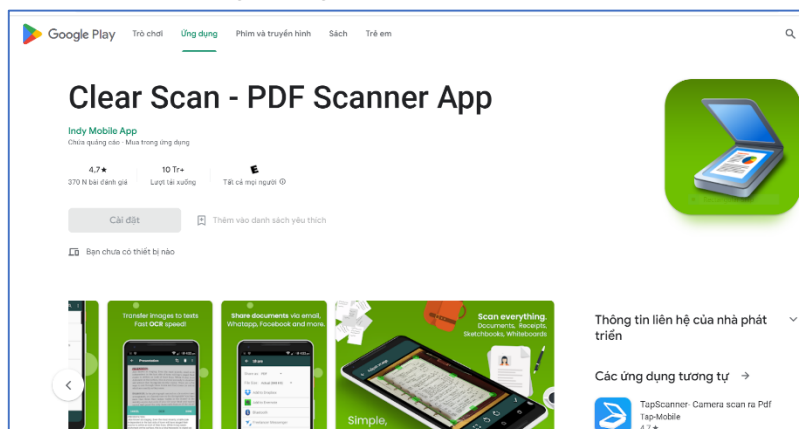 Google Play Trò chơi Ứng dụng Phim và truyền hình Sách Trẻ em
Clear Scan - PDF Scanner App
Indy Mobile App
Chứa quảng cáo · Mua trong ứng dụng
4,7★ 10 Tr+ E
370 N bài đánh giá Lượt tải xuống Tất cả mọi người
Cài đặt Thêm vào danh sách yêu thích
Bạn chưa có thiết bị nào
Transfer images to texts
Fast OCR speed!
Presentation
Share documents via email,
Whatapp, Facebook and more.
Share
Scan everything.
Documents, Receipts,
Sketchbooks, Whiteboards
Simple,
Thông tin liên hệ của nhà phát
triển
Các ứng dụng tương tự →
TapScanner- Camera scan ra Pdf
Tap-Mobile
4,7★